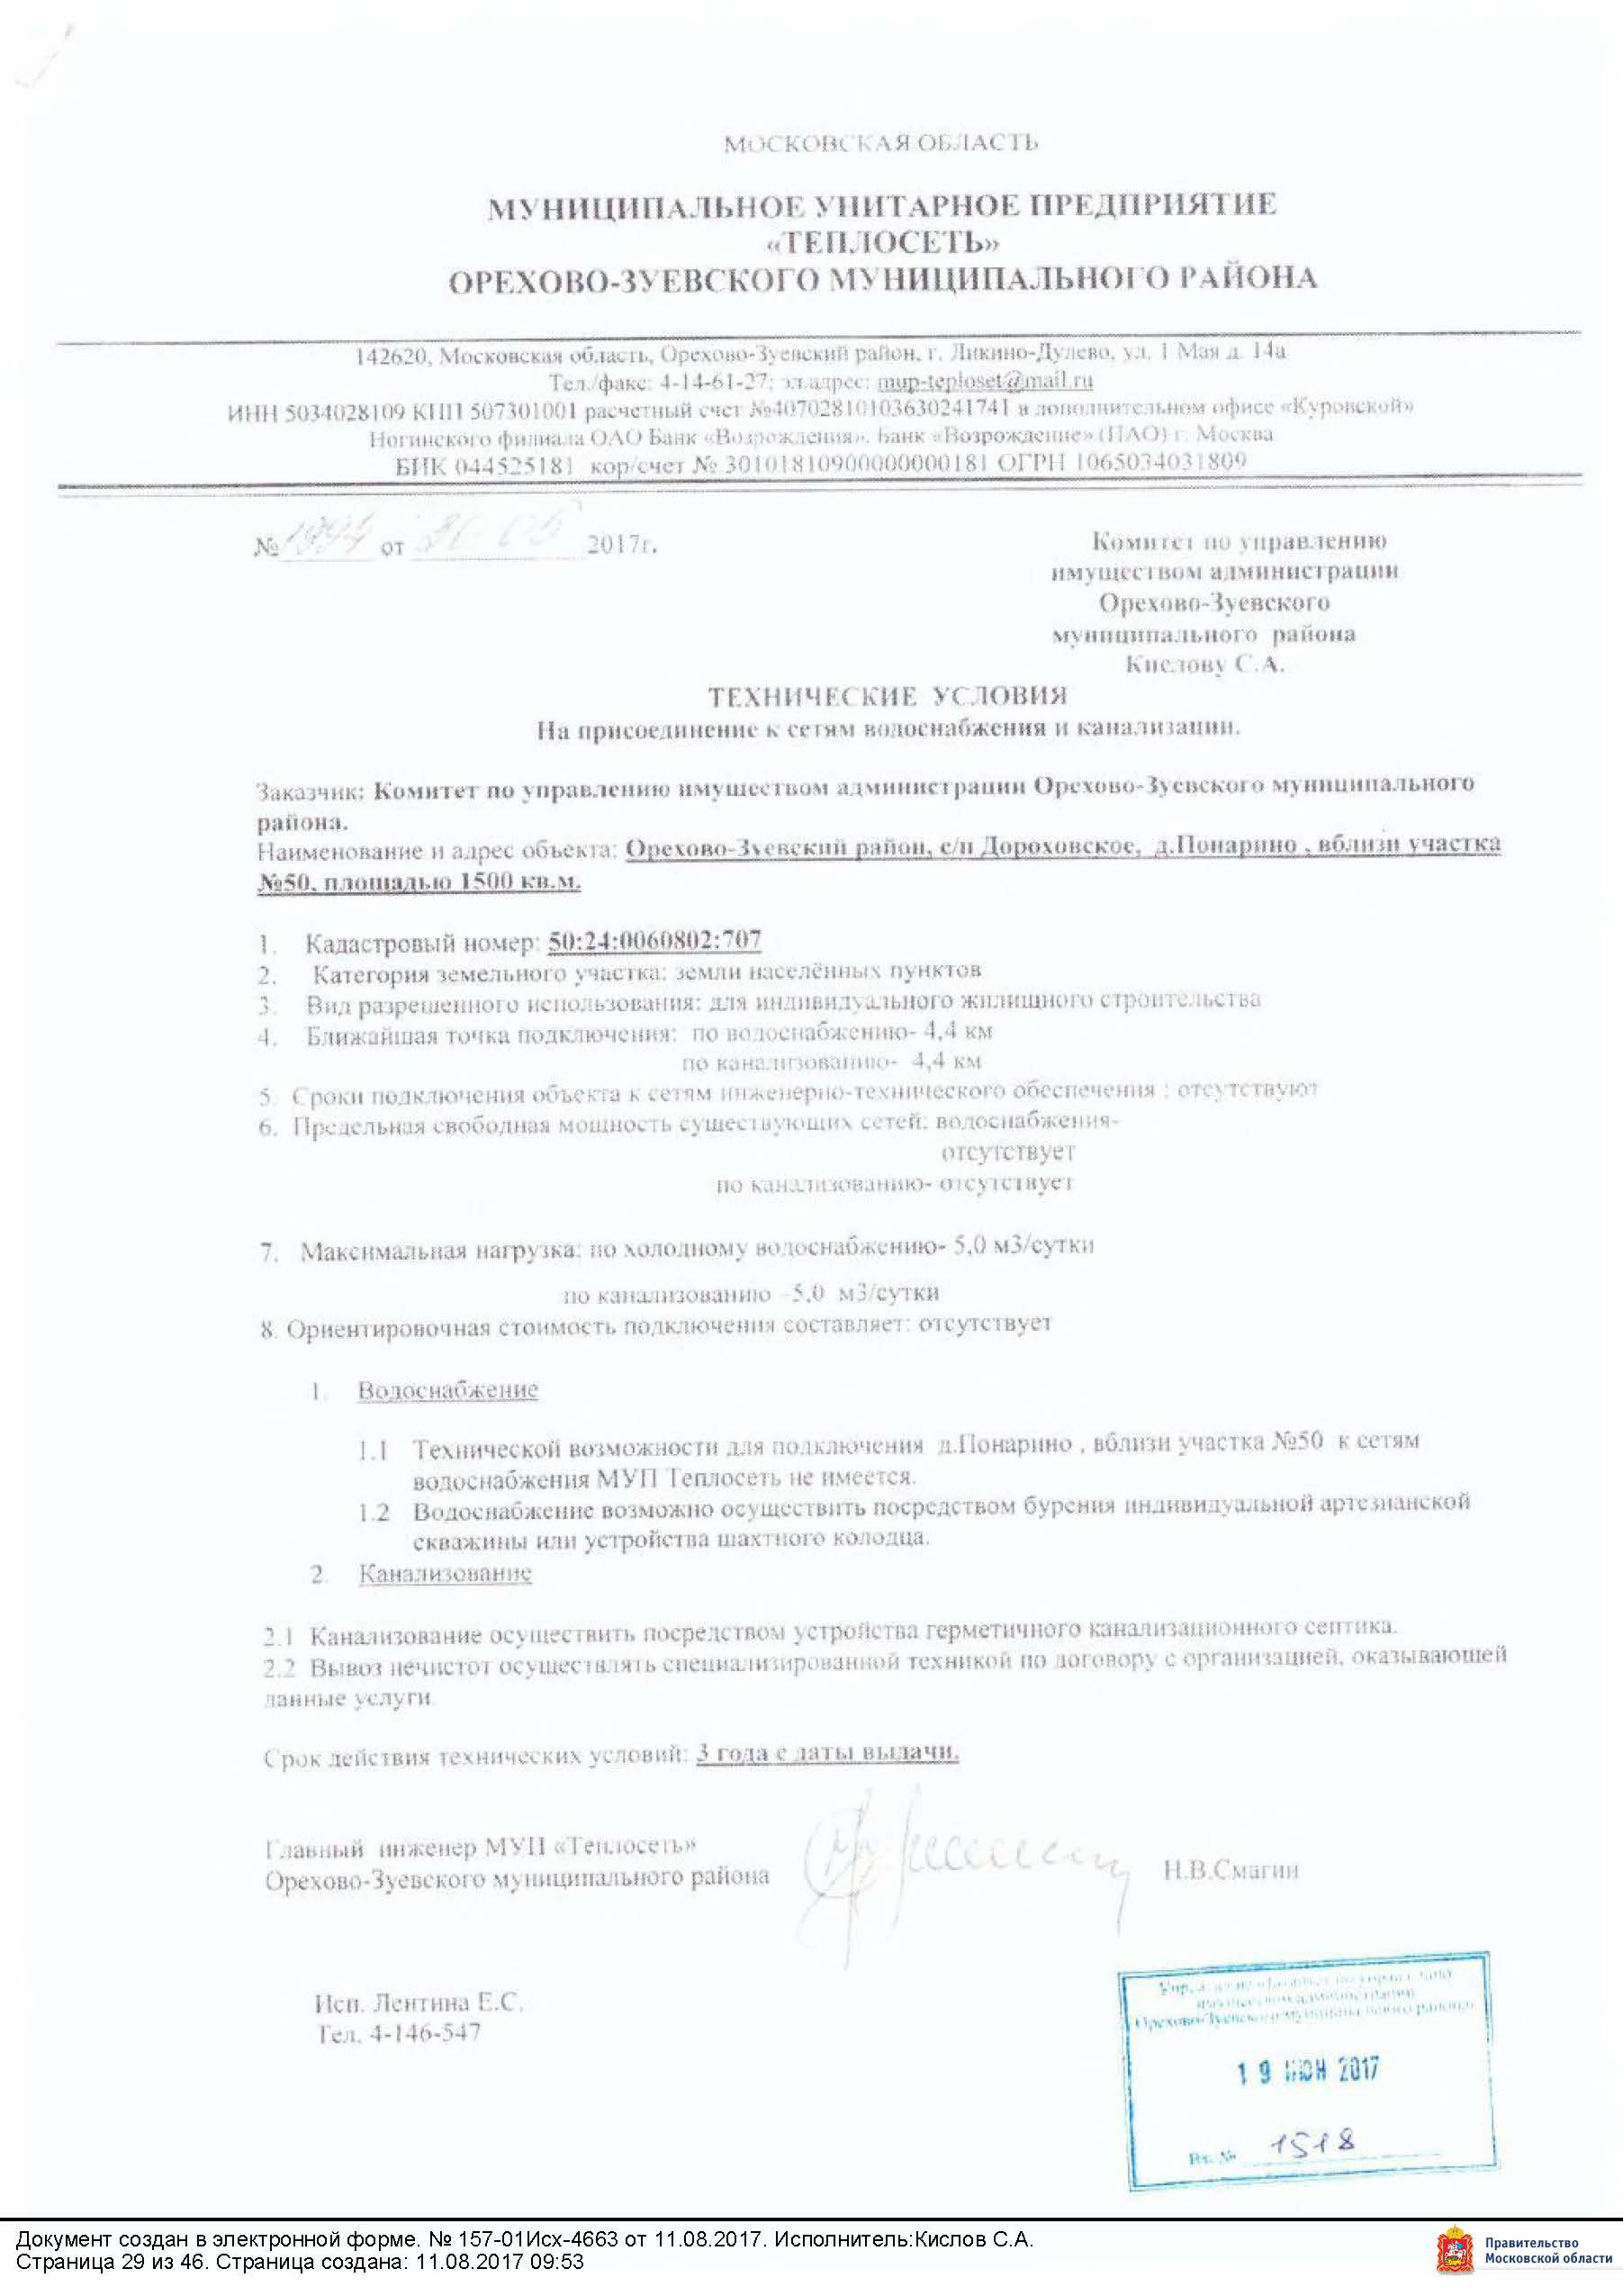 МОСКОВСКАЯ ОБЛАСТЬ
МУНИЦИПАЛЬНОЕ УНИТАРНОЕ ПРЕДПРИЯТИЕ
«ТЕПЛОСЕТЬ»
ОРЕХОВО-ЗУЕВСКОГО МУНИЦИПАЛЬНОГО РАЙОНА
142620, Московская область, Орехово-Зуевский район, г. Ликино-Дулево, ул. 1 Мая д. 14а
Тел./факс: 4-14-61-27; эл.адрес: mup-teploset@mail.ru
ИНН 5034028109 КПП 507301001 расчетный счет №40702810103630241741 в дополнительном офисе «Куровской»
Ногинского филиала ОАО Банк «Возрождения», Банк «Возрождение» (ПАО) г. Москва
БИК 044525181 кор/счет № 30101810900000000181 ОГРН 1065034031809
№ 1994 от 2017г.
Комитет по управлению
имуществом администрации
Орехово-Зуевского
муниципального района
Кислову С.А.
ТЕХНИЧЕСКИЕ УСЛОВИЯ
На присоединение к сетям водоснабжения и канализации.
Заказчик: Комитет по управлению имуществом администрации Орехово-Зуевского муниципального
района.
Наименование и адрес объекта: Орехово-Зуевский район, с/п Дороховское, д.Понарино , вблизи участка
№50, площадью 1500 кв.м.
1. Кадастровый номер: 50:24:0060802:707
2. Категория земельного участка: земли населённых пунктов
3. Вид разрешенного использования: для индивидуального жилищного строительства
4. Ближайшая точка подключения: по водоснабжению- 4,4 км
по канализованию- 4,4 км
5. Сроки подключения объекта к сетям инженерно-технического обеспечения : отсутствуют
6. Предельная свободная мощность существующих сетей: водоснабжения-
отсутствует
по канализованию- отсутствует
7. Максимальная нагрузка: по холодному водоснабжению- 5,0 м3/сутки
по канализованию -5,0 м3/сутки
8. Ориентировочная стоимость подключения составляет: отсутствует
1. Водоснабжение
1.1 Технической возможности для подключения д.Понарино , вблизи участка №50 к сетям
водоснабжения МУП Теплосеть не имеется.
1.2 Водоснабжение возможно осуществить посредством бурения индивидуальной артезианской
скважины или устройства шахтного колодца.
2. Канализование
2.1 Канализование осуществить посредством устройства герметичного канализационного септика.
2.2 Вывоз нечистот осуществлять специализированной техникой по договору с организацией, оказывающей
данные услуги
Срок действия технических условий: 3 года с даты выдачи.
Главный инженер МУП «Теплосеть»
Орехово-Зуевского муниципального района
Н.В.Смагин
Исп. Лентина Е.С.
Тел. 4-146-547
имуществом администрации
Орехово-Зуевского муниципального района
19 ИЮН 2017
Вх. № 1518
Документ создан в электронной форме. № 157-01Исх-4663 от 11.08.2017. Исполнитель:Кислов С.А.
Страница 29 из 46. Страница создана: 11.08.2017 09:53
Правительство
Московской области